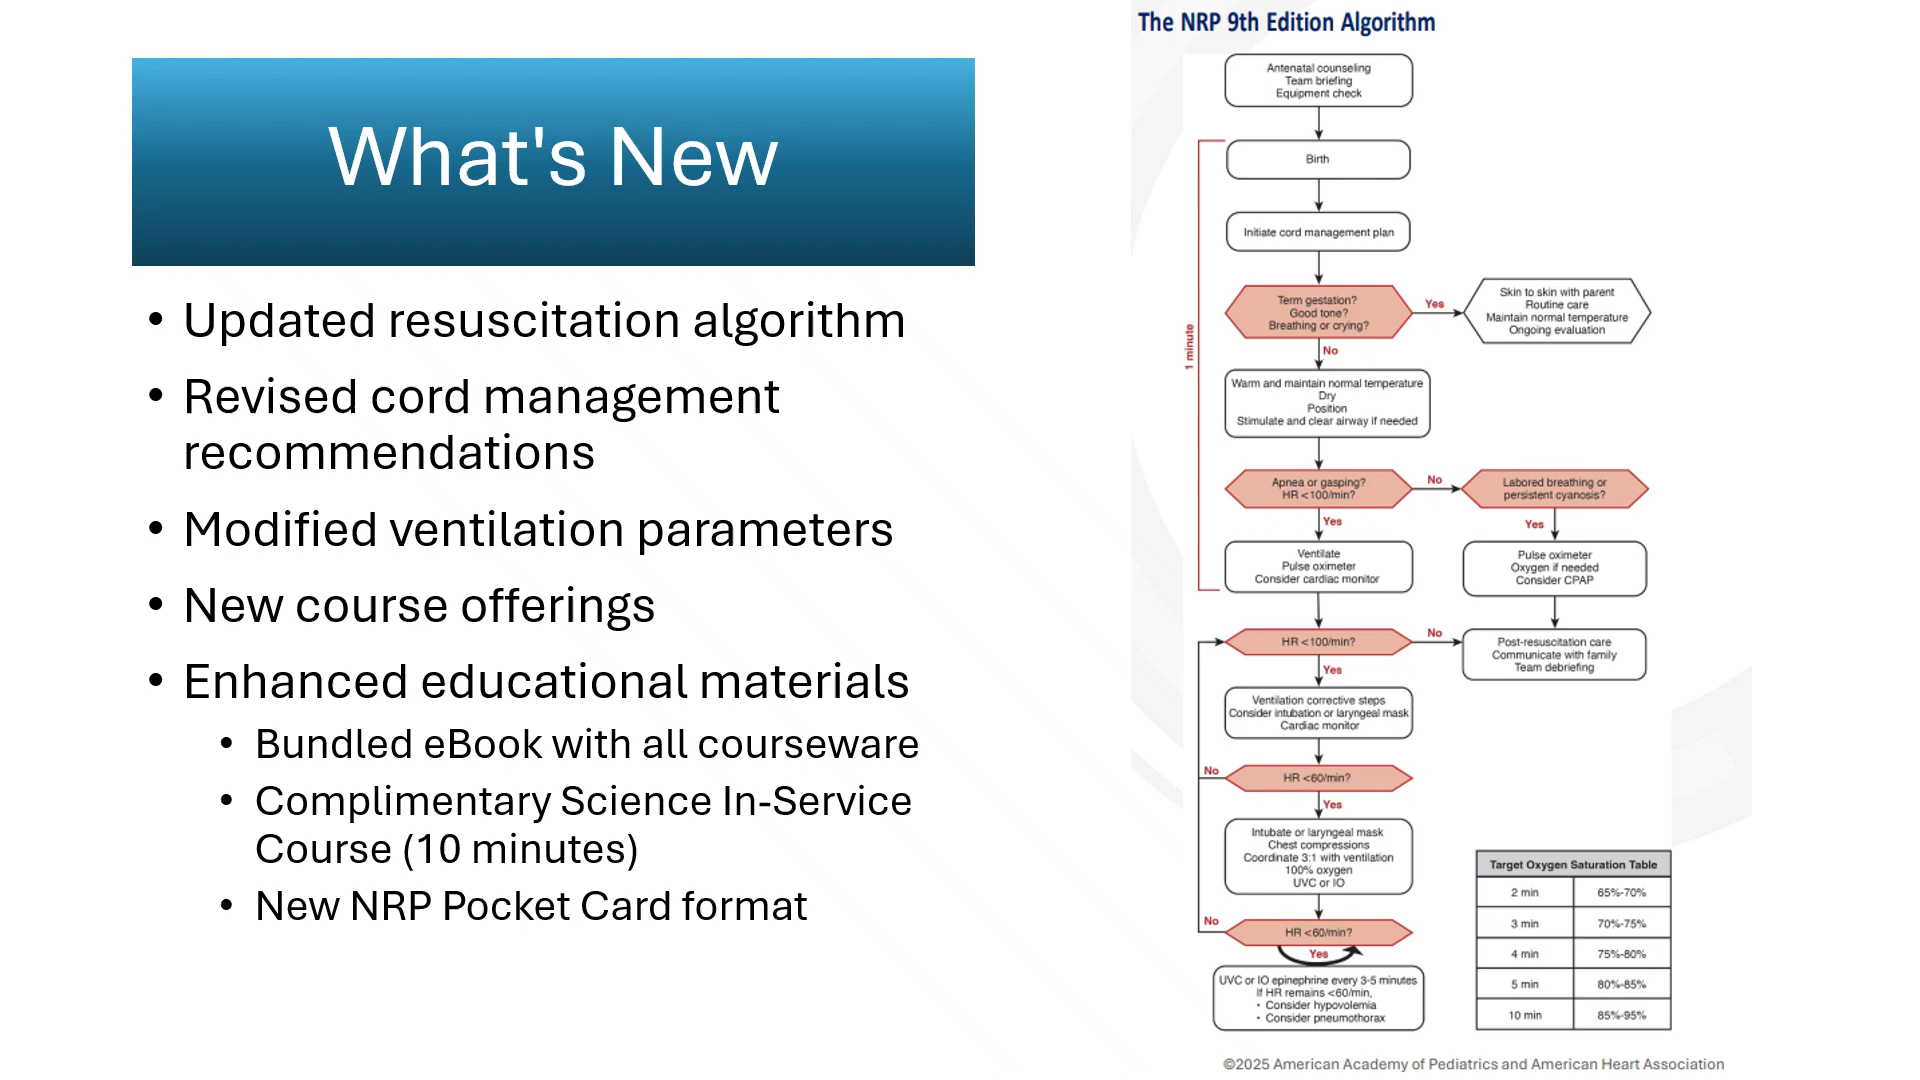 What's New
• Updated resuscitation algorithm
• Revised cord management
recommendations
• Modified ventilation parameters
• New course offerings
• Enhanced educational materials
• Bundled eBook with all courseware
• Complimentary Science In-Service
Course (10 minutes)
• New NRP Pocket Card format
The NRP 9th Edition Algorithm
Antenatal counseling
Team briefing
Equipment check
1 minute
Birth
Initiate cord management plan
Term gestation?
Good tone?
Breathing or crying?
Yes
Skin to skin with parent
Routine care
Maintain normal temperature
Ongoing evaluation
No
Warm and maintain normal temperature
Dry
Position
Stimulate and clear airway if needed
Apnea or gasping?
HR <100/min?
No
Labored breathing or
persistent cyanosis?
Yes
Yes
Ventilate
Pulse oximeter
Consider cardiac monitor
Pulse oximeter
Oxygen if needed
Consider CPAP
HR <100/min?
No
Post-resuscitation care
Communicate with family
Team debriefing
Yes
Ventilation corrective steps
Consider intubation or laryngeal mask
Cardiac monitor
HR <60/min?
No
Yes
Intubate or laryngeal mask
Chest compressions
Coordinate 3:1 with ventilation
100% oxygen
UVC or IO
No
HR <60/min?
Yes
UVC or IO epinephrine every 3-5 minutes
If HR remains <60/min,
• Consider hypovolemia
• Consider pneumothorax
Target Oxygen Saturation Table
2 min 65%-70%
3 min 70%-75%
4 min 75%-80%
5 min 80%-85%
10 min 85%-95%
©2025 American Academy of Pediatrics and American Heart Association